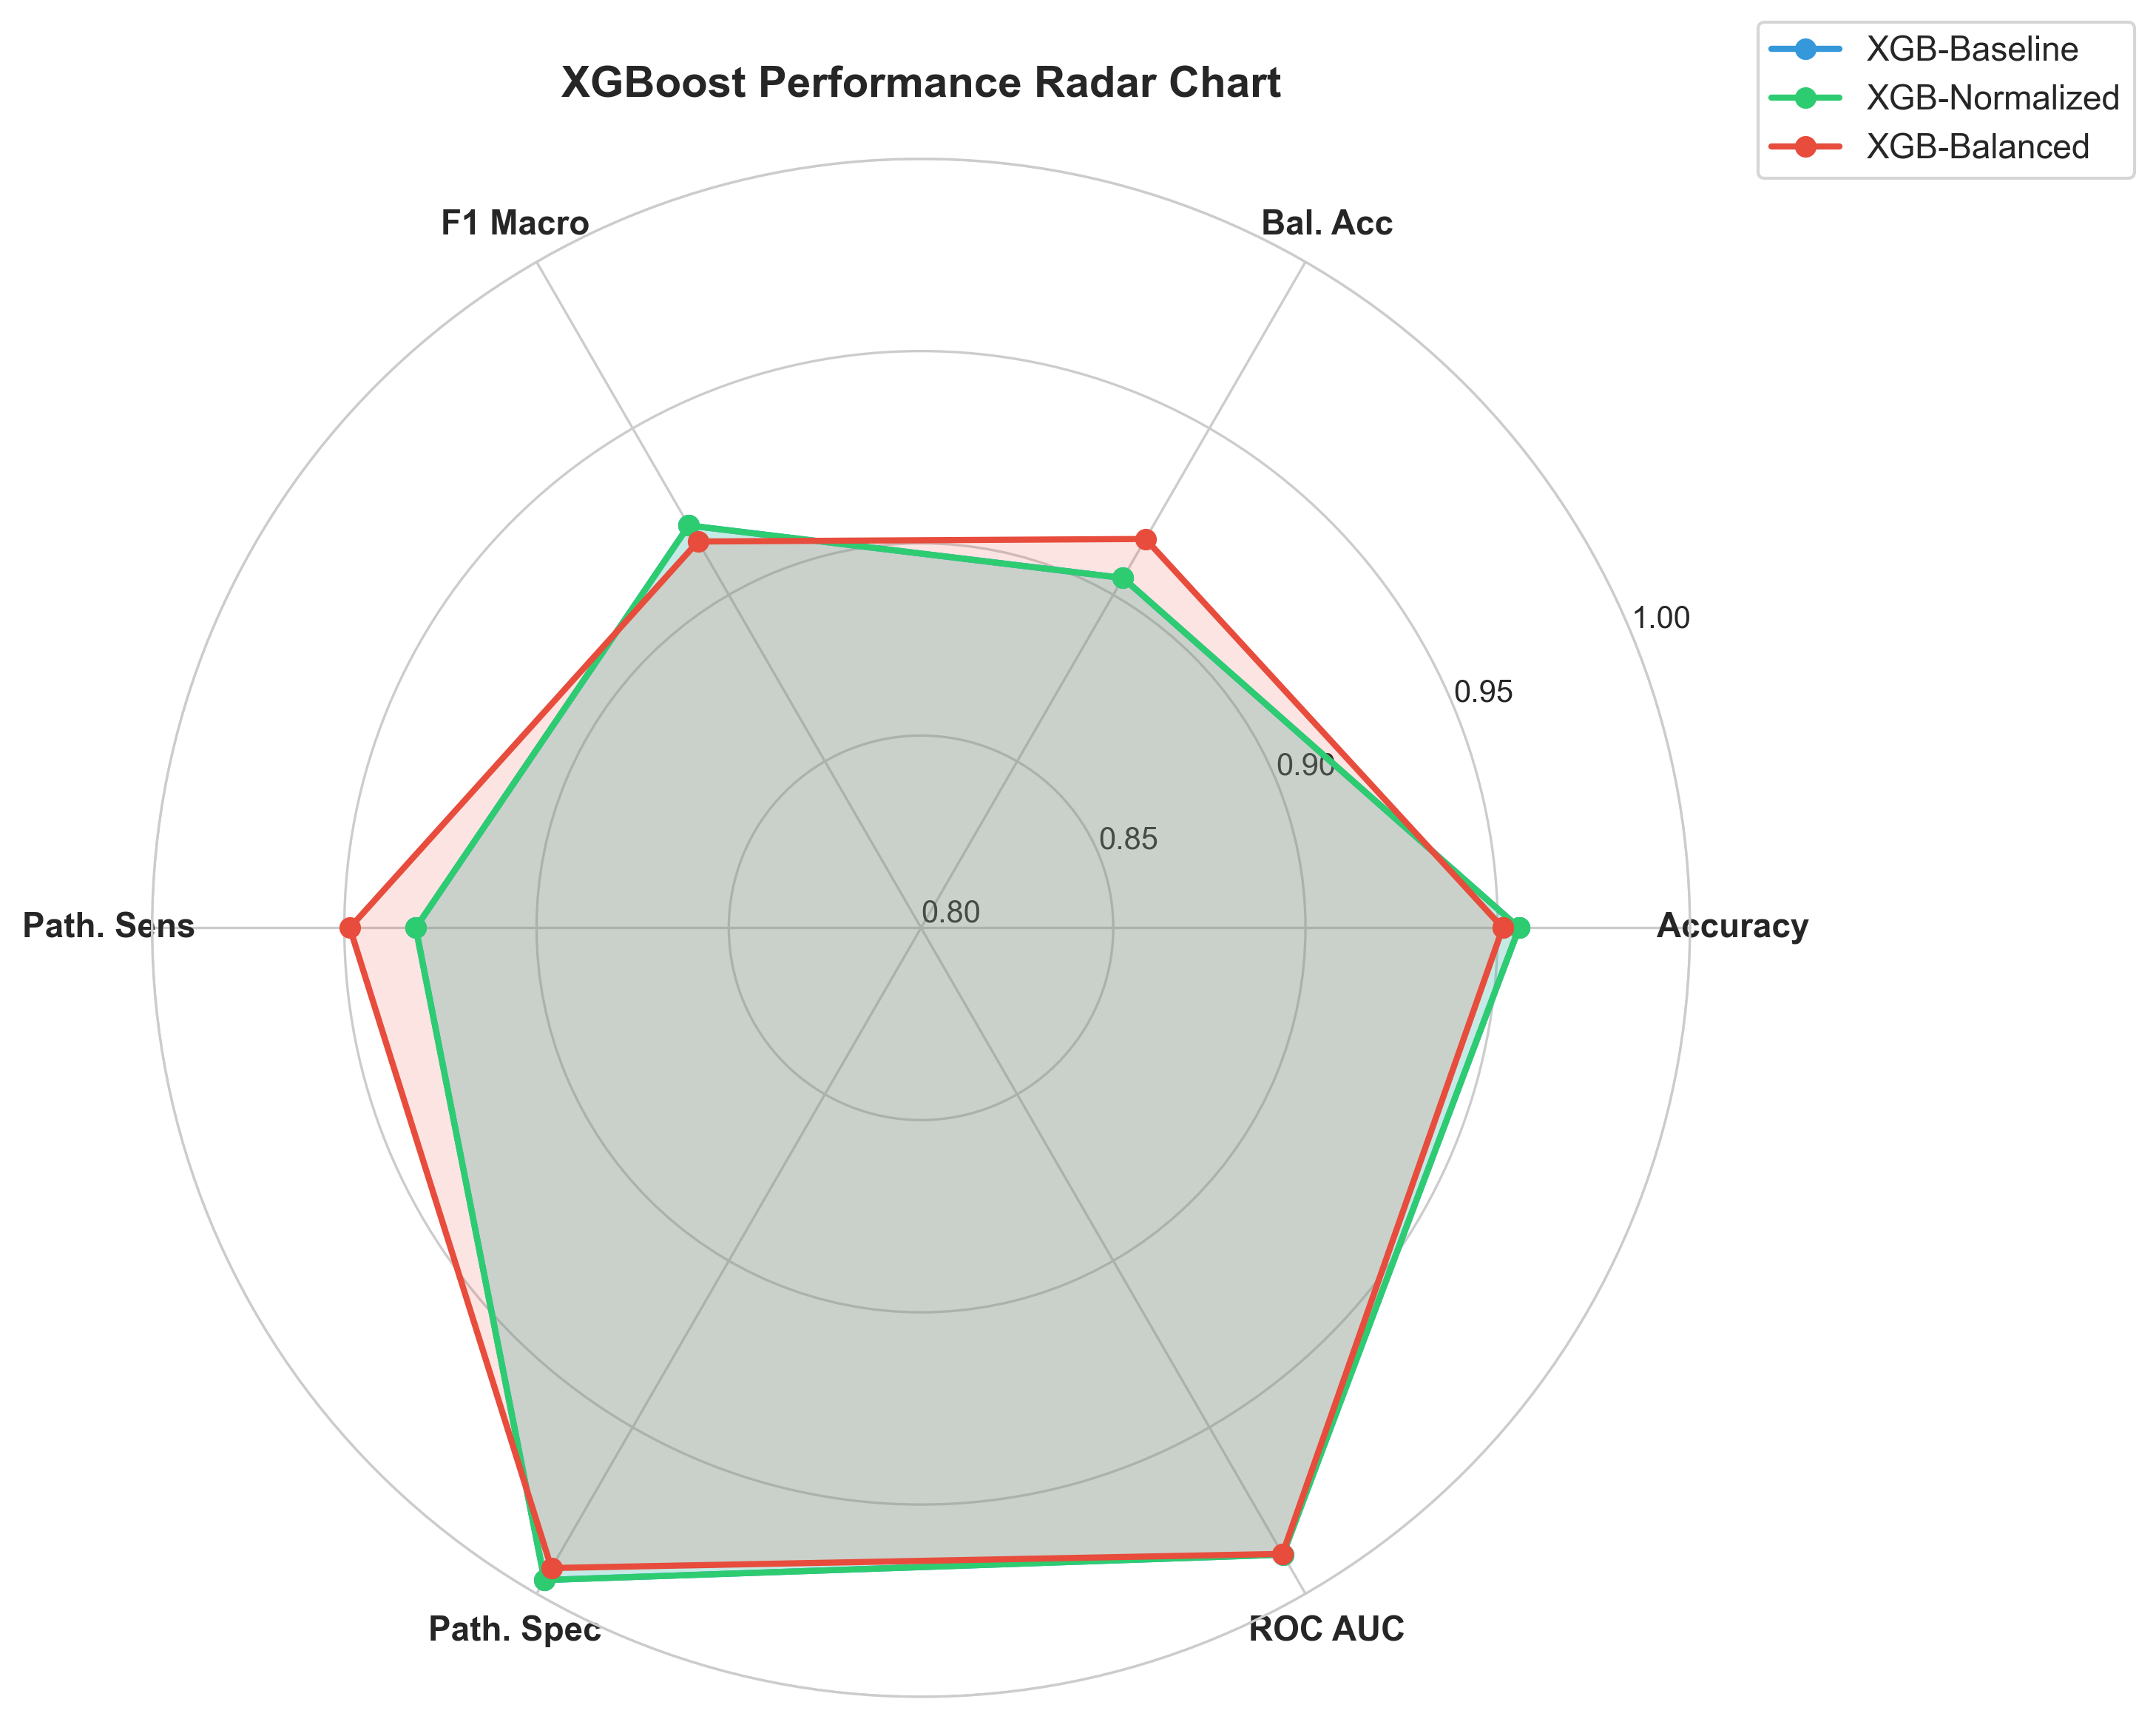 XGBoost Performance Radar Chart
XGB-Baseline
XGB-Normalized
XGB-Balanced
F1 Macro
Bal. Acc
1.00
0.95
0.90
0.85
0.80
Path. Sens
Accuracy
Path. Spec
ROC AUC